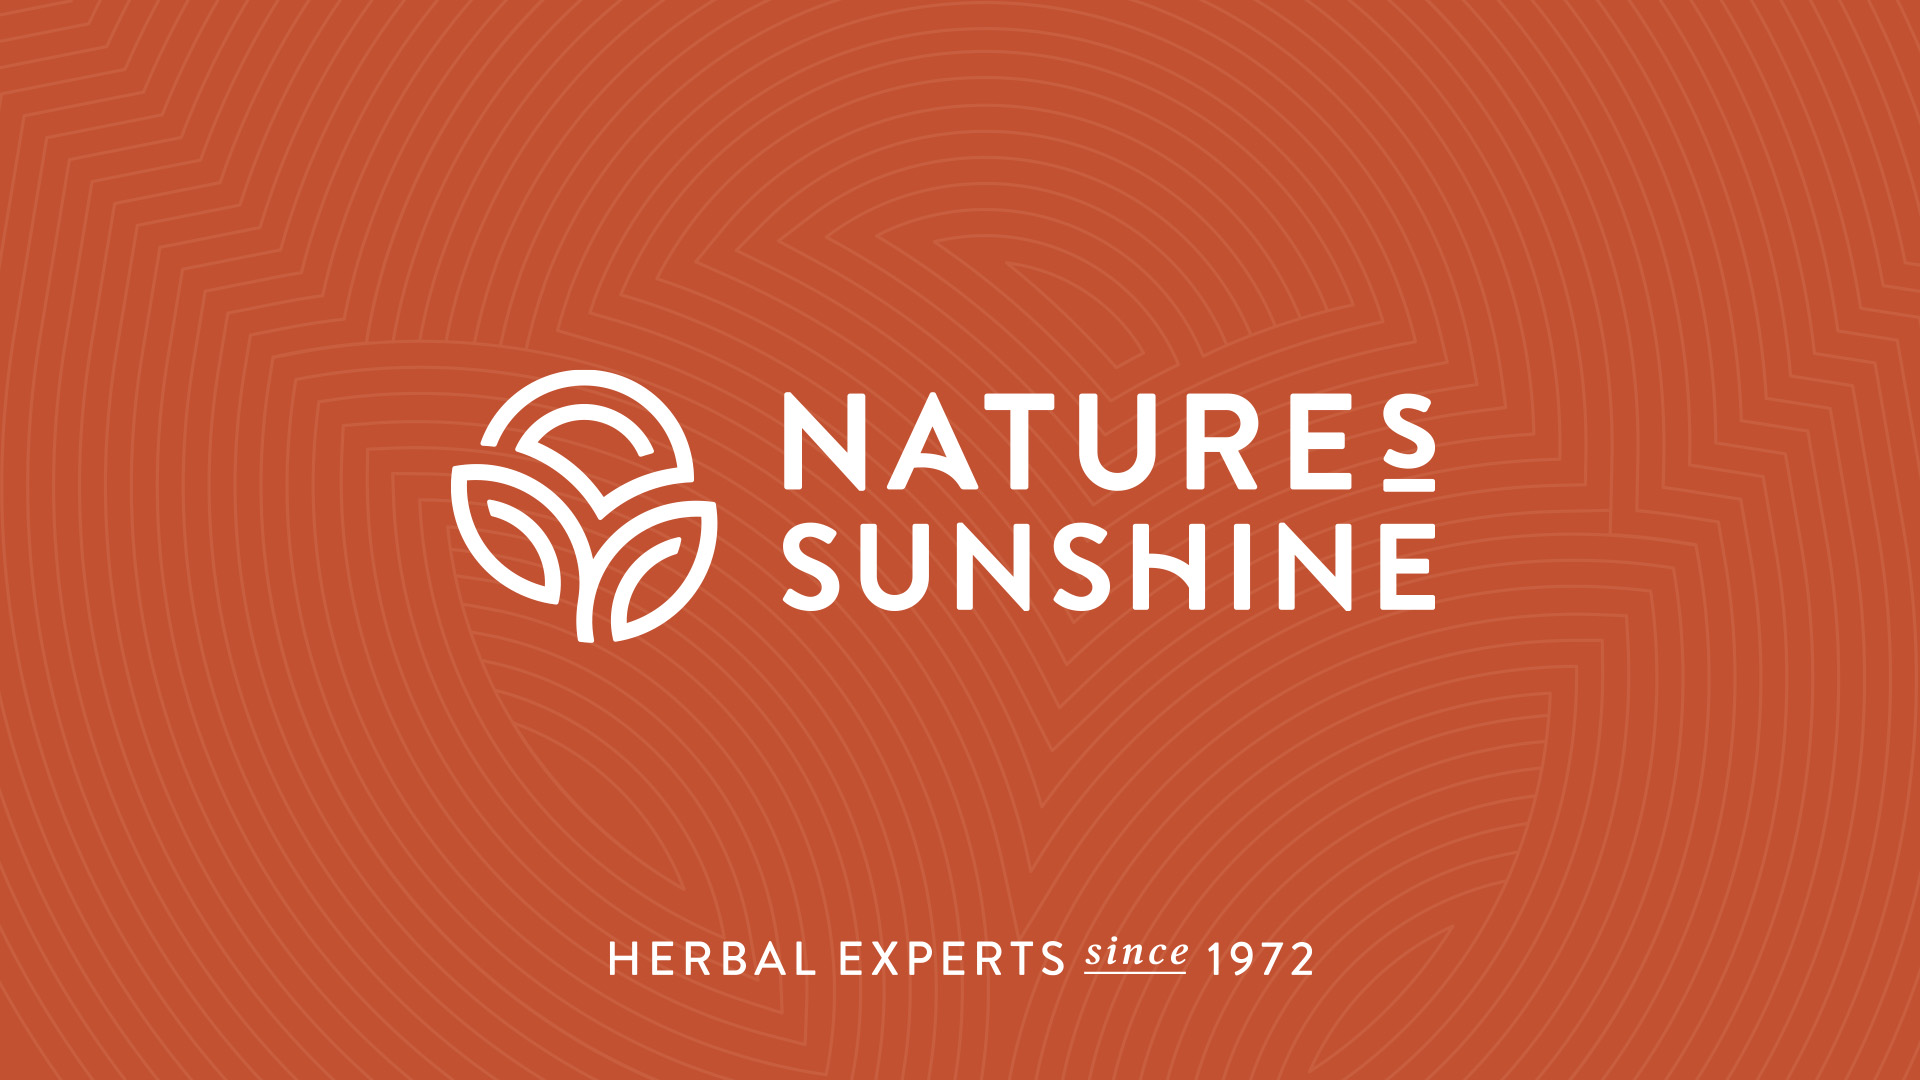 NATURES
SUNSHINE
HERBAL EXPERTS since 1972